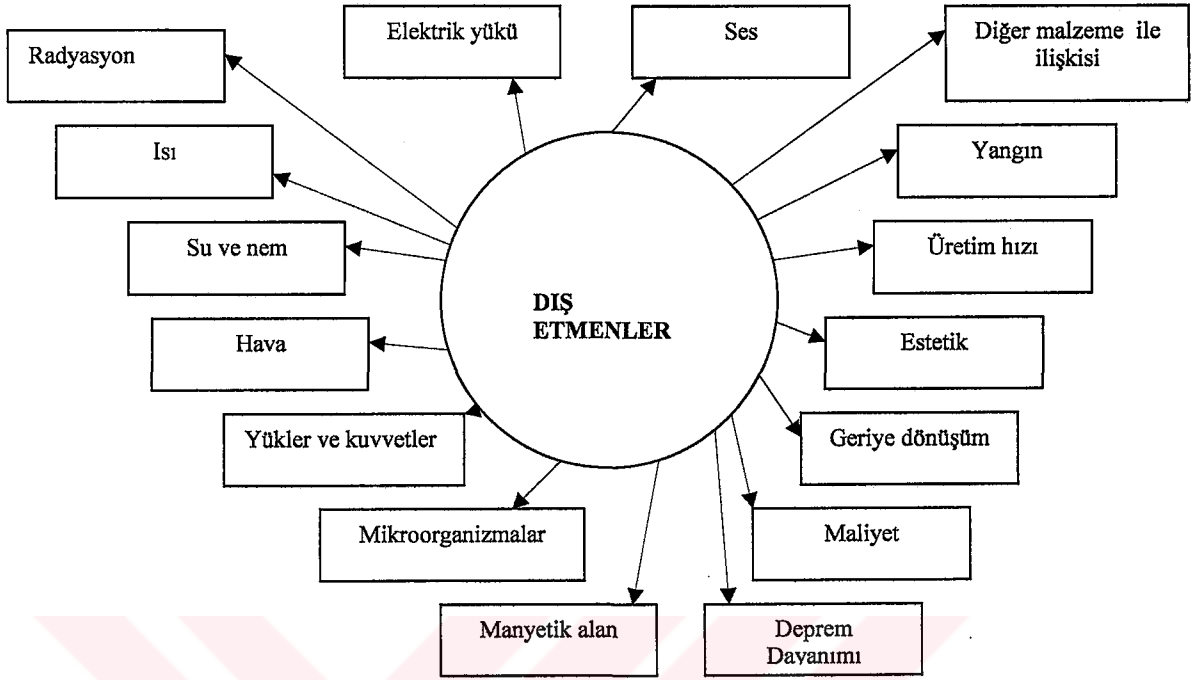 Elektrik yükü
Ses
Diğer malzeme ile
ilişkisi
Radyasyon
Isı
Yangın
Su ve nem
Üretim hızı
DIŞ
ETMENLER
Hava
Estetik
Yükler ve kuvvetler
Geriye dönüşüm
Mikroorganizmalar
Maliyet
Manyetik alan
Deprem
Dayanımı